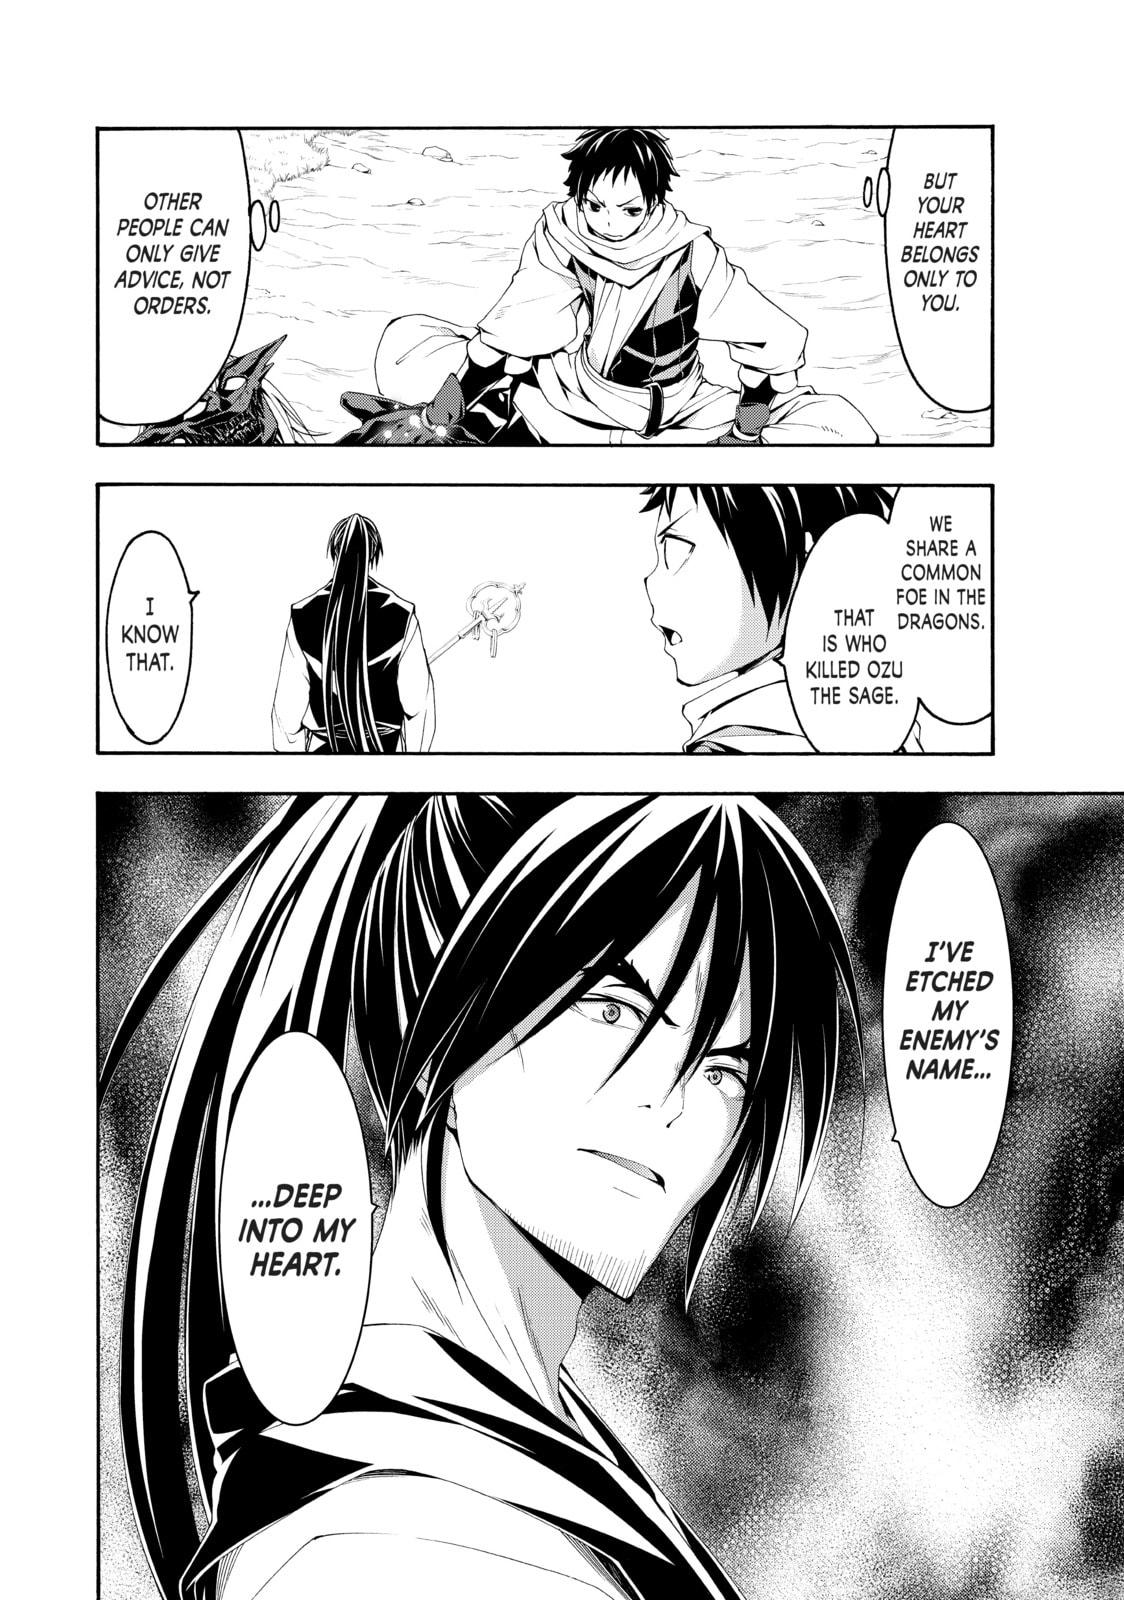 BUT
YOUR
HEART
BELONGS
ONLY TO
YOU.
OTHER
PEOPLE CAN
ONLY GIVE
ADVICE, NOT
ORDERS.
WE
SHARE A
COMMON
FOE IN THE
DRAGONS.
THAT
IS WHO
KILLED OZU
THE SAGE.
I
KNOW
THAT.
I'VE
ETCHED
MY
ENEMY'S
NAME...
...DEEP
INTO MY
HEART.